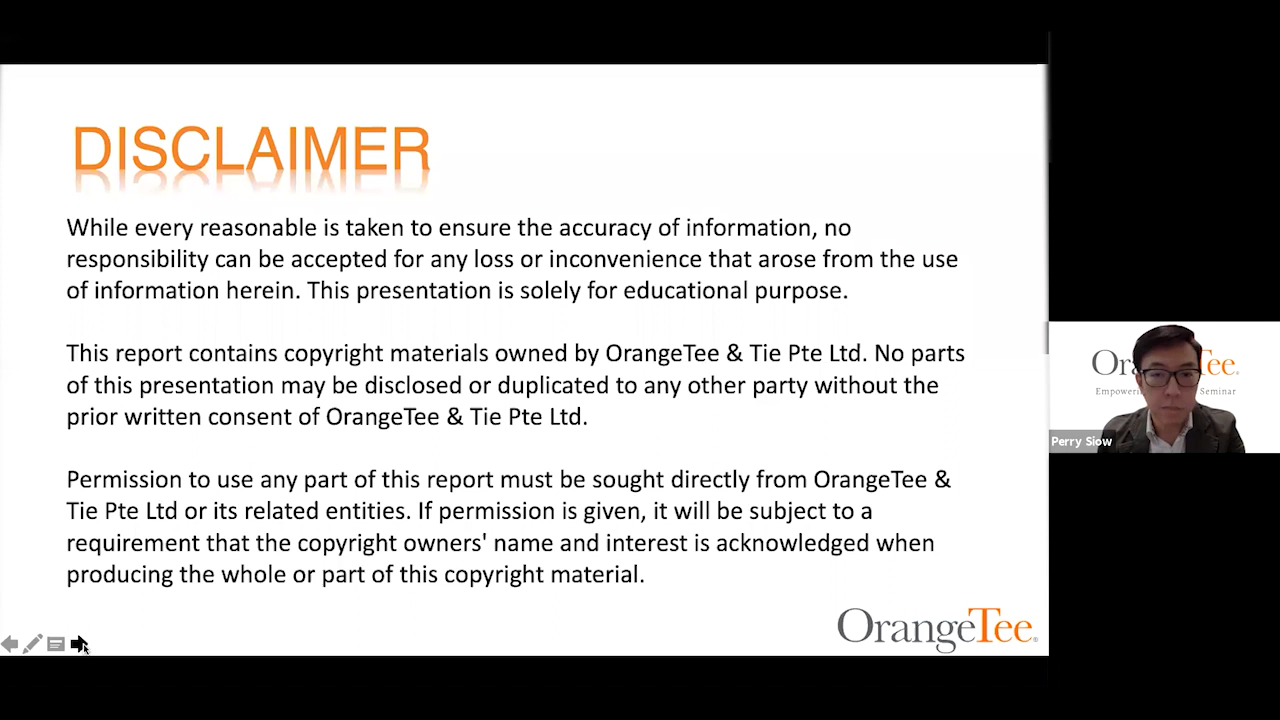 DISCLAIMER
While every reasonable is taken to ensure the accuracy of information, no
responsibility can be accepted for any loss or inconvenience that arose from the use
of information herein. This presentation is solely for educational purpose.
This report contains copyright materials owned by OrangeTee & Tie Pte Ltd. No parts
of this presentation may be disclosed or duplicated to any other party without the
prior written consent of OrangeTee & Tie Pte Ltd.
Permission to use any part of this report must be sought directly from OrangeTee &
Tie Pte Ltd or its related entities. If permission is given, it will be subject to a
requirement that the copyright owners' name and interest is acknowledged when
producing the whole or part of this copyright material.
OrangeTee
Seminar
Perry Siow